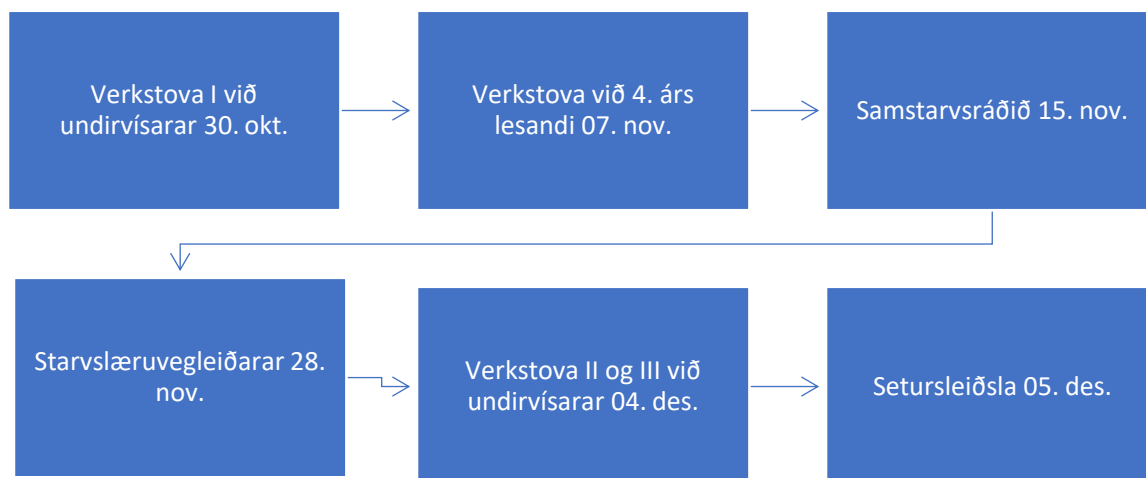 Verkstova I við
undirvísarar 30. okt.
Verkstova við 4. árs
lesandi 07. nov.
Samstarvsráðið 15. nov.
Starvslæruvegleiðarar 28.
nov.
Verkstova II og III við
undirvísarar 04. des.
Setursleiðsla 05. des.